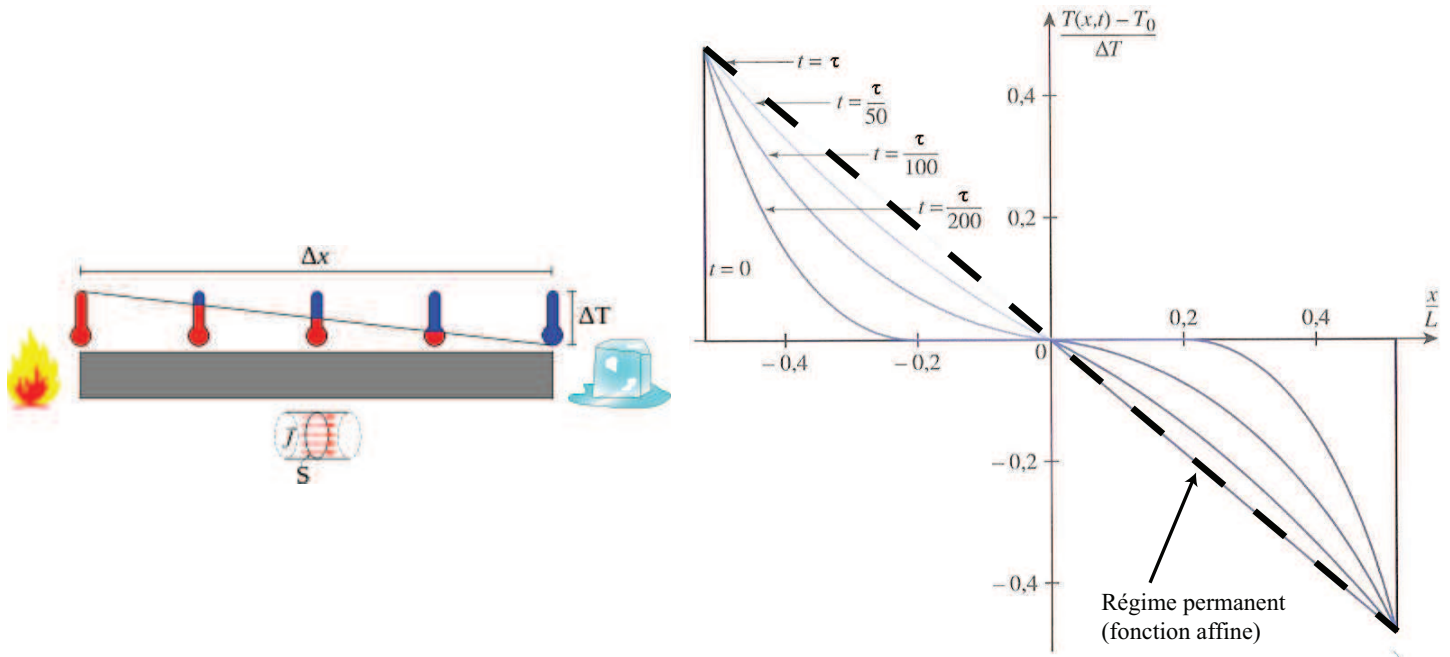 Δx
ΔT
J
S
T(x,t) – T₀
ΔT
t = τ
t = τ/50
t = τ/100
t = τ/200
t = 0
0,4
0,2
x/L
– 0,4
– 0,2
0
0,2
0,4
– 0,2
– 0,4
Régime permanent
(fonction affine)